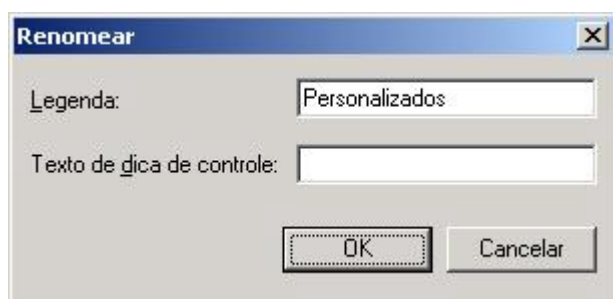 Renomear
Legenda: Personalizados
Texto de dica de controle:
OK Cancelar